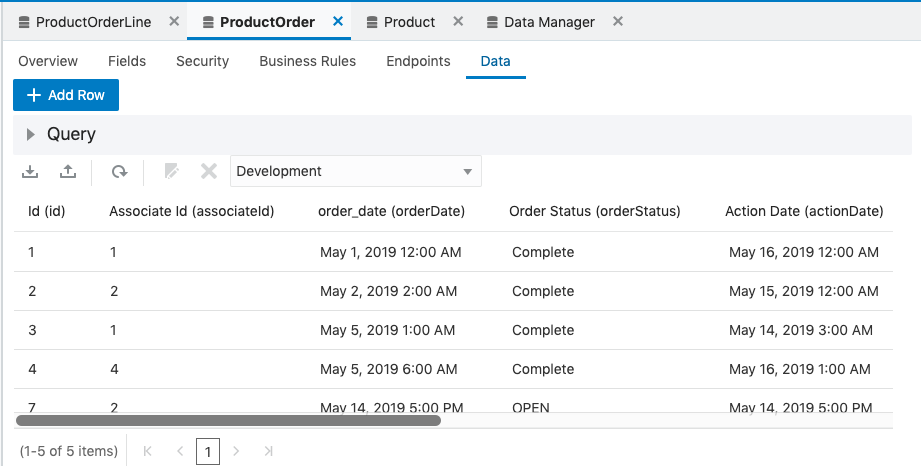 ProductOrderLine ProductOrder Product Data Manager
Overview Fields Security Business Rules Endpoints Data
+ Add Row
Query
Development
Id (id) Associate Id (associateId) order_date (orderDate) Order Status (orderStatus) Action Date (actionDate)
1 1 May 1, 2019 12:00 AM Complete May 16, 2019 12:00 AM
2 2 May 2, 2019 2:00 AM Complete May 15, 2019 12:00 AM
3 1 May 5, 2019 1:00 AM Complete May 14, 2019 3:00 AM
4 4 May 5, 2019 6:00 AM Complete May 16, 2019 1:00 AM
7 2 May 14, 2019 5:00 PM OPEN May 14, 2019 5:00 PM
(1-5 of 5 items) 1